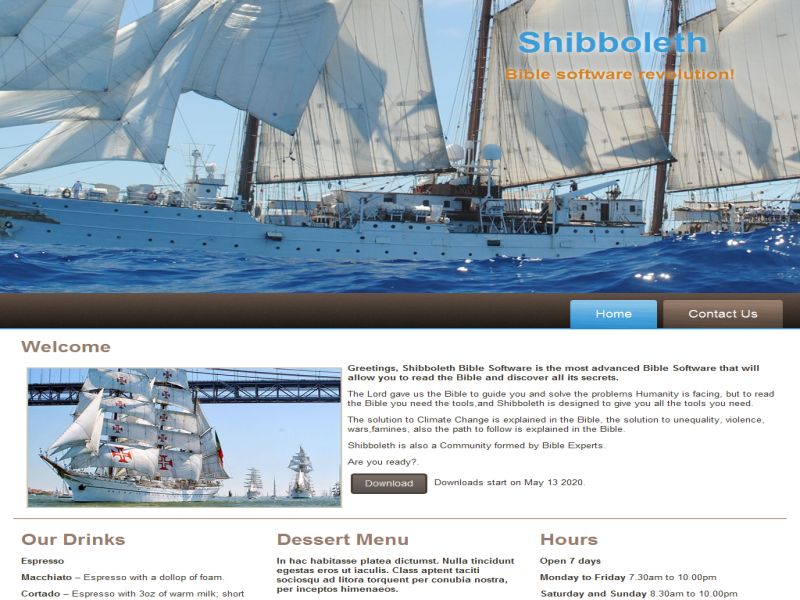 Shibboleth
Bible software revolution!
Home
Contact Us
Welcome
Greetings, Shibboleth Bible Software is the most advanced Bible Software that will
allow you to read the Bible and discover all its secrets.
The Lord gave us the Bible to guide you and solve the problems Humanity is facing, but to read
the Bible you need the tools,and Shibboleth is designed to give you all the tools you need.
The solution to Climate Change is explained in the Bible, the solution to unequality, violence,
wars,famines, also the path to follow is explained in the Bible.
Shibboleth is also a Community formed by Bible Experts.
Are you ready?.
Download
Downloads start on May 13 2020.
Our Drinks
Espresso
Macchiato – Espresso with a dollop of foam.
Cortado – Espresso with 3oz of warm milk; short
Dessert Menu
In hac habitasse platea dictumst. Nulla tincidunt
egestas eros ut iaculis. Class aptent taciti
sociosqu ad litora torquent per conubia nostra,
per inceptos himenaeos.
Hours
Open 7 days
Monday to Friday 7.30am to 10.00pm
Saturday and Sunday 8.30am to 10.00pm